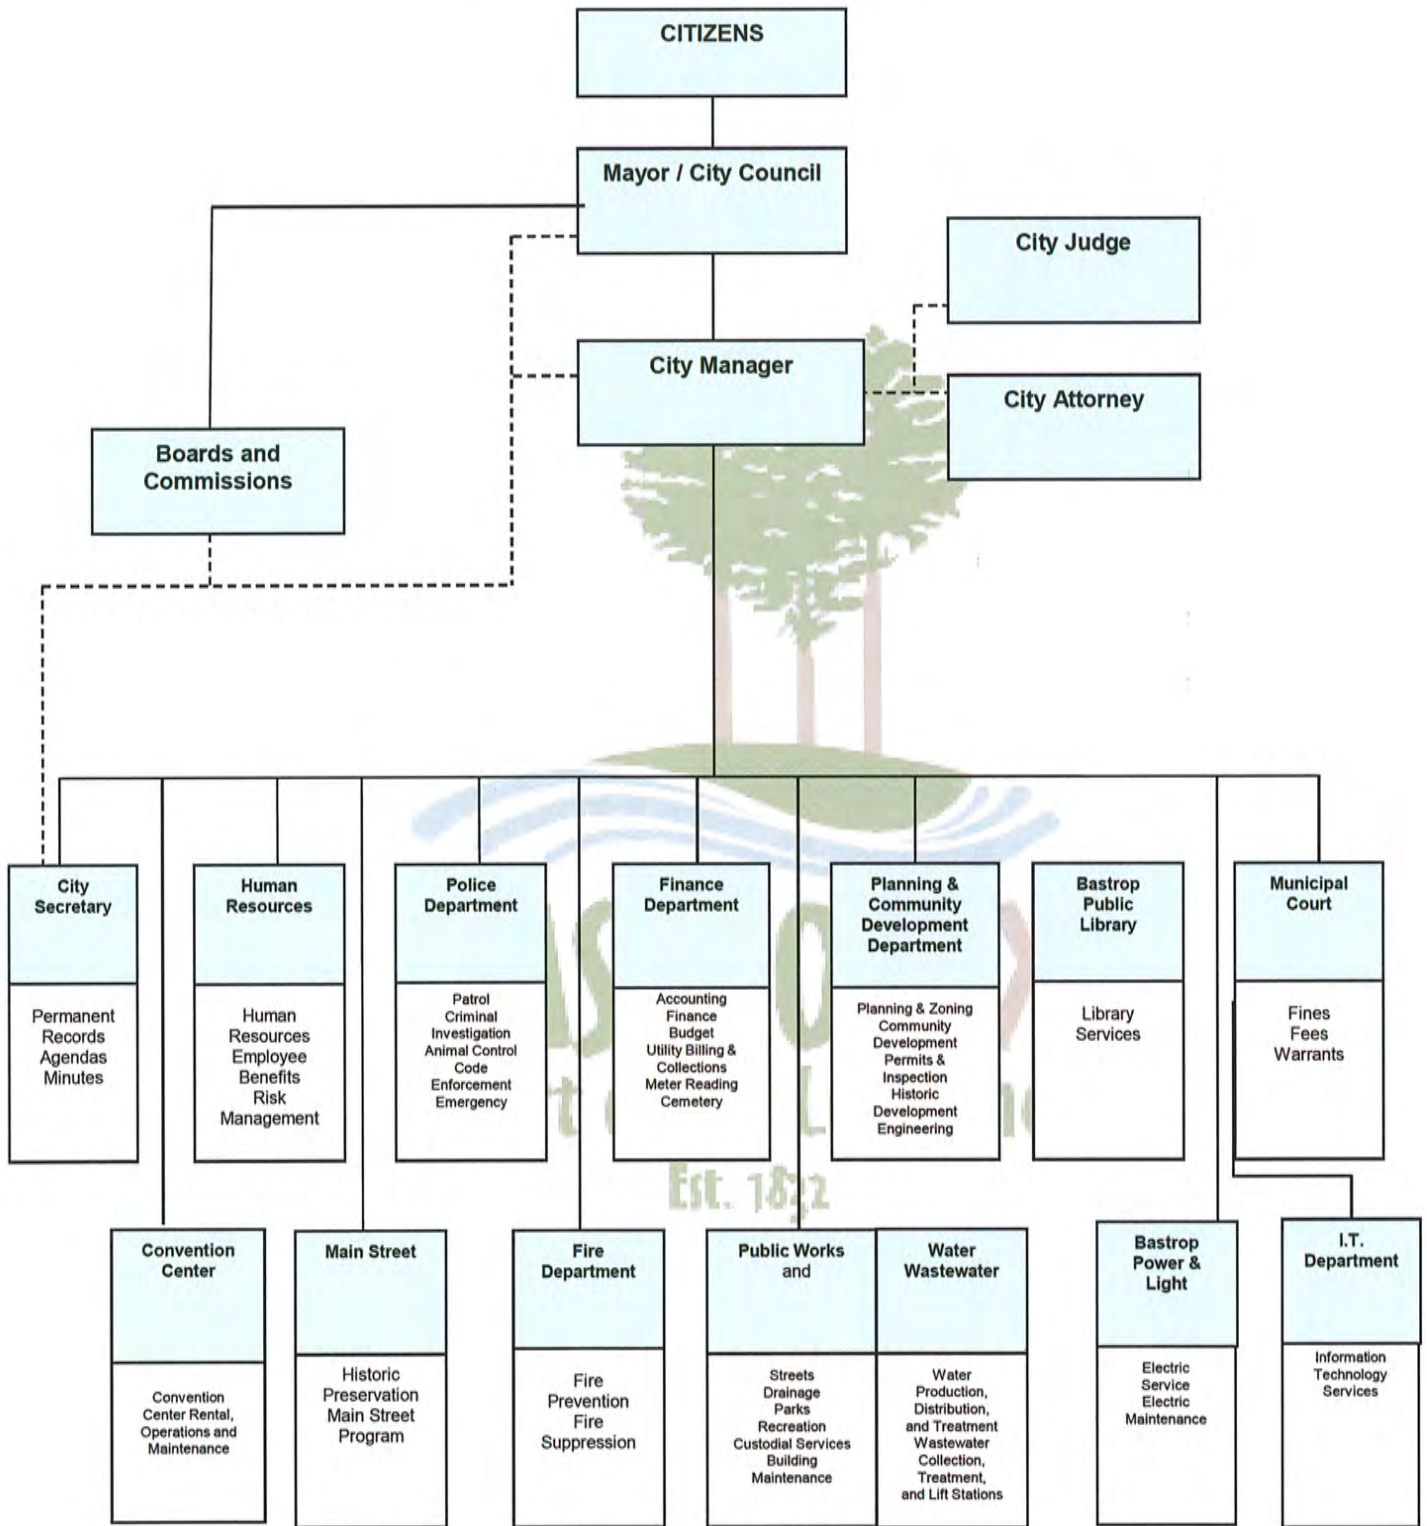 CITIZENS
Mayor / City Council
City Judge
City Manager
City Attorney
Boards and
Commissions
City
Secretary
Permanent
Records
Agendas
Minutes
Human
Resources
Human
Resources
Employee
Benefits
Risk
Management
Police
Department
Patrol
Criminal
Investigation
Animal Control
Code
Enforcement
Emergency
Finance
Department
Accounting
Finance
Budget
Utility Billing &
Collections
Meter Reading
Cemetery
Planning &
Community
Development
Department
Planning & Zoning
Community
Development
Permits &
Inspection
Historic
Development
Engineering
Bastrop
Public
Library
Library
Services
Municipal
Court
Fines
Fees
Warrants
Est. 1832
Convention
Center
Convention
Center Rental,
Operations and
Maintenance
Main Street
Historic
Preservation
Main Street
Program
Fire
Department
Fire
Prevention
Fire
Suppression
Public Works
and
Streets
Drainage
Parks
Recreation
Custodial Services
Building
Maintenance
Water
Wastewater
Water
Production,
Distribution,
and Treatment
Wastewater
Collection,
Treatment,
and Lift Stations
Bastrop
Power &
Light
Electric
Service
Electric
Maintenance
I.T.
Department
Information
Technology
Services